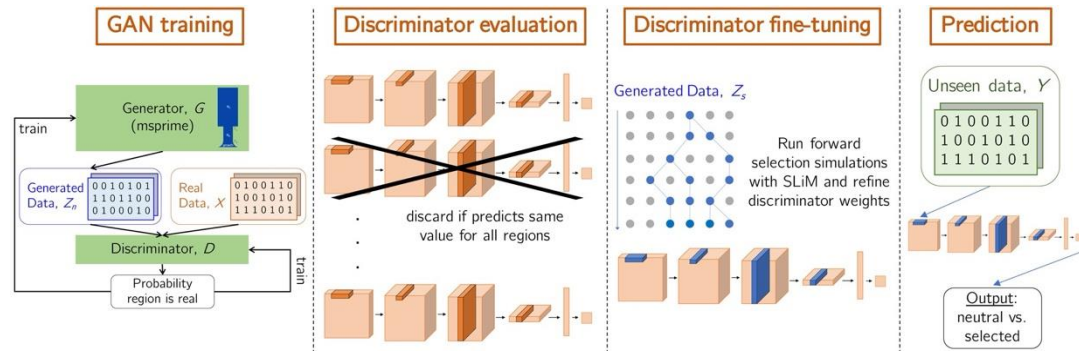 GAN training
Generator, G
(msprime)
train
Generated
Data, Zn
0 0 1 0 1 0 1
1 1 0 1 1 0 0
0 1 0 0 0 1 0
Real
Data, X
0 1 0 0 1 1 0
1 0 0 1 0 1 0
1 1 1 0 1 0 1
Discriminator, D
Probability
region is real
train
Discriminator evaluation
discard if predicts same
value for all regions
Discriminator fine-tuning
Generated Data, Zs
Run forward
selection simulations
with SLiM and refine
discriminator weights
Prediction
Unseen data, Y
0 1 0 0 1 1 0
1 0 0 1 0 1 0
1 1 1 0 1 0 1
Output:
neutral vs.
selected